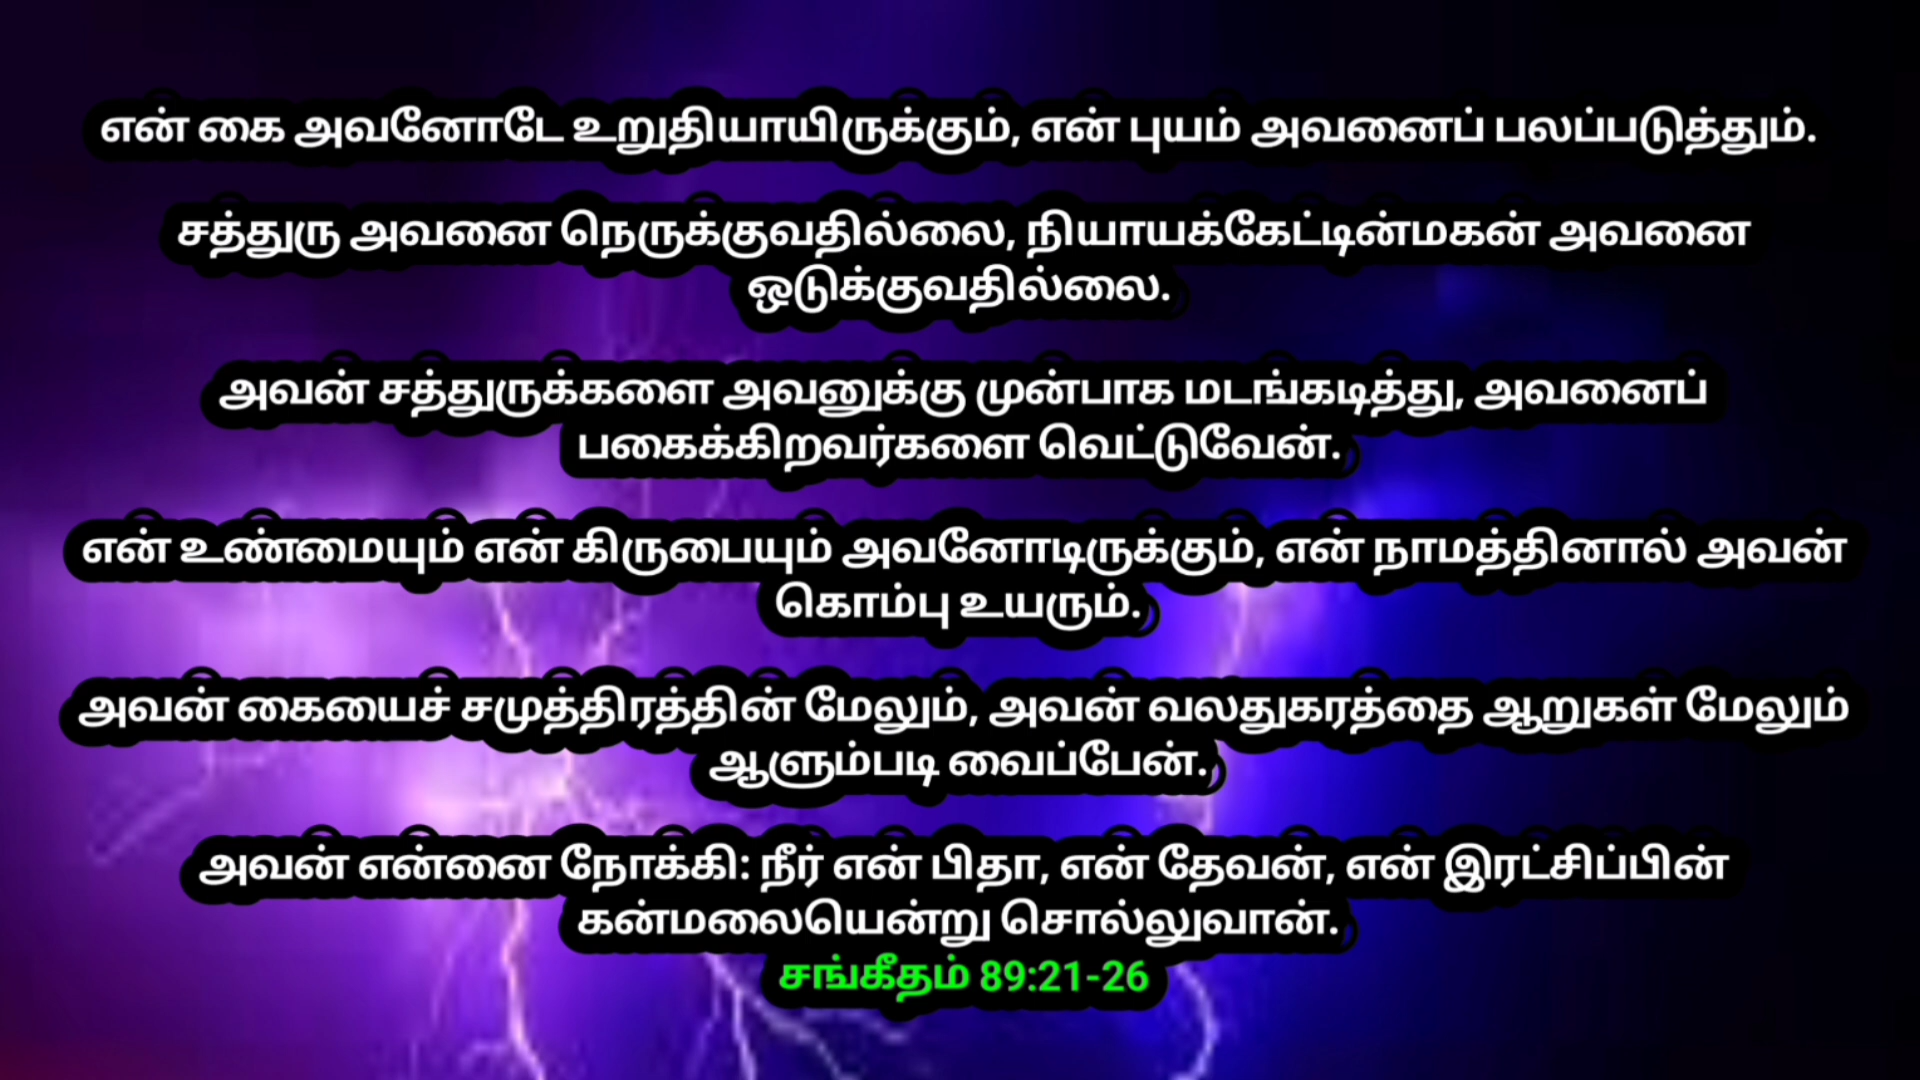 என் கை அவனோடே உறுதியாயிருக்கும், என் புயம் அவனைப் பலப்படுத்தும்.
சத்துரு அவனை நெருக்குவதில்லை, நியாயக்கேட்டின்மகன் அவனை
ஒடுக்குவதில்லை.
அவன் சத்துருக்களை அவனுக்கு முன்பாக மடங்கடித்து, அவனைப்
பகைக்கிறவர்களை வெட்டுவேன்.
என் உண்மையும் என் கிருபையும் அவனோடிருக்கும், என் நாமத்தினால் அவன்
கொம்பு உயரும்.
அவன் கையைச் சமுத்திரத்தின் மேலும், அவன் வலதுகரத்தை ஆறுகள் மேலும்
ஆளும்படி வைப்பேன்.
அவன் என்னை நோக்கி: நீர் என் பிதா, என் தேவன், என் இரட்சிப்பின்
கன்மலையென்று சொல்லுவான்.
சங்கீதம் 89:21-26